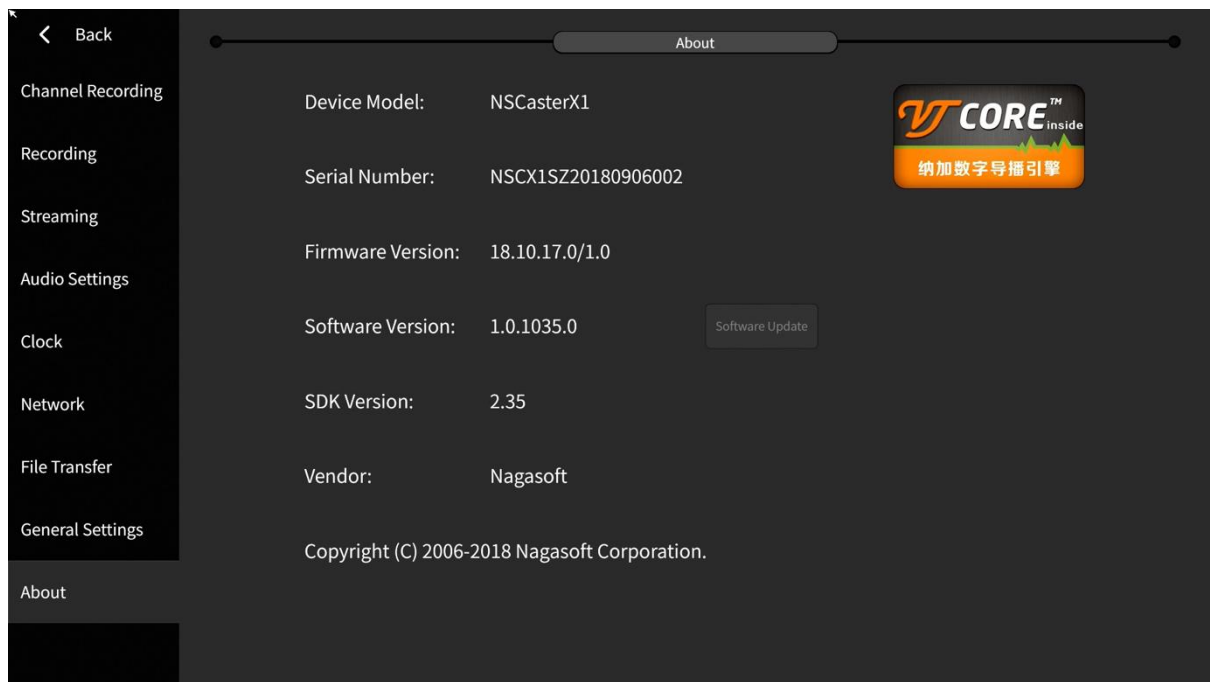 Back
Channel Recording
Recording
Streaming
Audio Settings
Clock
Network
File Transfer
General Settings
About
About
Device Model: NSCasterX1
Serial Number: NSCX1SZ20180906002
Firmware Version: 18.10.17.0/1.0
Software Version: 1.0.1035.0 Software Update
SDK Version: 2.35
Vendor: Nagasoft
Copyright (C) 2006-2018 Nagasoft Corporation.
VJ CORE™ inside
纳加数字导播引擎